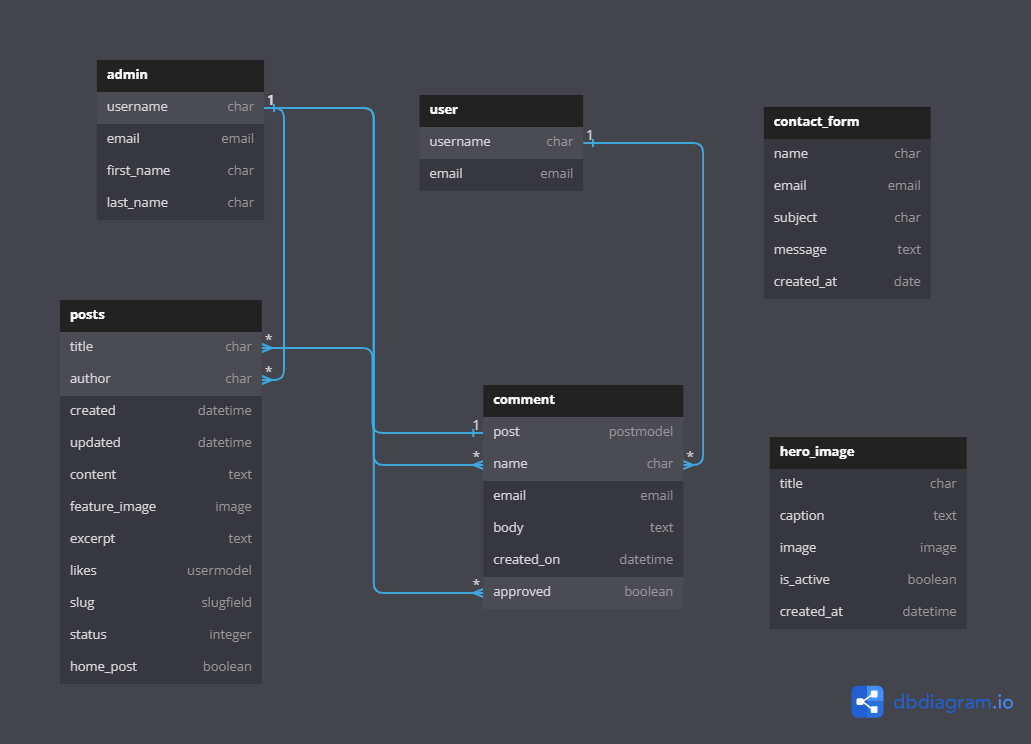 admin
username char
email email
first_name char
last_name char
1
user
username char
email email
1
contact_form
name char
email email
subject char
message text
created_at date
posts
title char
*
author char
*
created datetime
updated datetime
content text
feature_image image
excerpt text
likes usermodel
slug slugfield
status integer
home_post boolean
comment
1
post postmodel
*
name char
*
email email
body text
created_on datetime
*
approved boolean
hero_image
title char
caption text
image image
is_active boolean
created_at datetime
dbdiagram.io